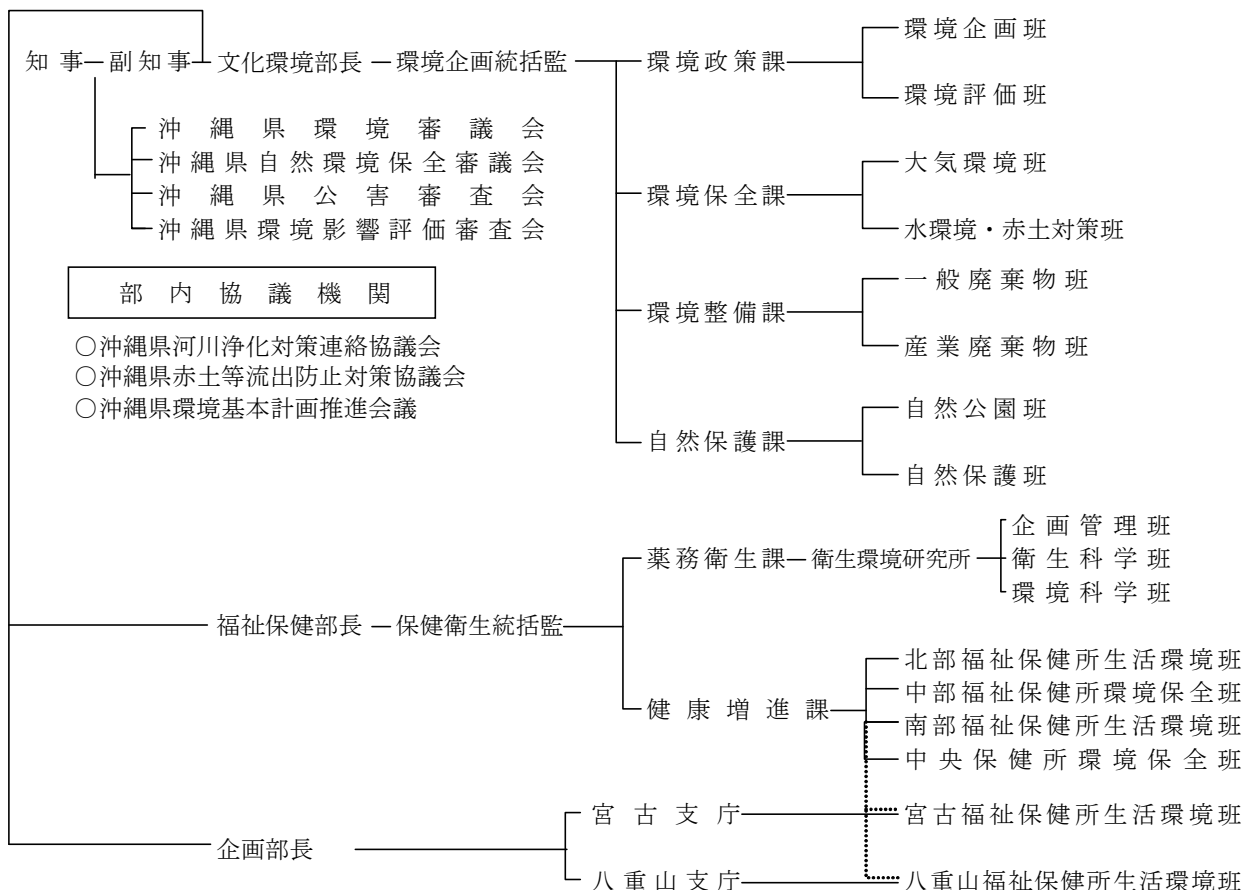 環境企画班
知事 副知事 文化環境部長 環境企画統括監 環境政策課
環境評価班
沖縄県環境審議会
沖縄県自然環境保全審議会
沖縄県公害審査会
沖縄県環境影響評価審査会
大気環境班
環境保全課
水環境・赤土対策班
部内協議機関
○沖縄県河川浄化対策連絡協議会
○沖縄県赤土等流出防止対策協議会
○沖縄県環境基本計画推進会議
一般廃棄物班
環境整備課
産業廃棄物班
自然公園班
自然保護課
自然保護班
企画管理班
薬務衛生課 衛生環境研究所 衛生科学班
環境科学班
福祉保健部長 保健衛生統括監
北部福祉保健所生活環境班
中部福祉保健所環境保全班
健康増進課
南部福祉保健所生活環境班
中央保健所環境保全班
宮古支庁 宮古福祉保健所生活環境班
企画部長
八重山支庁 八重山福祉保健所生活環境班